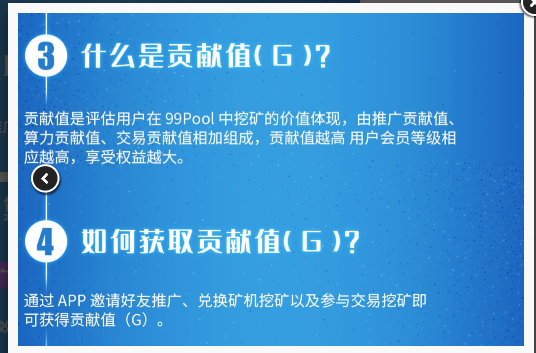 3 什么是贡献值( G )?
贡献值是评估用户在 99Pool 中挖矿的价值体现，由推广贡献值、
算力贡献值、交易贡献值相加组成，贡献值越高 用户会员等级相
应越高，享受权益越大。
4 如何获取贡献值( G )?
通过 APP 邀请好友推广、兑换矿机挖矿以及参与交易挖矿即
可获得贡献值（G）。